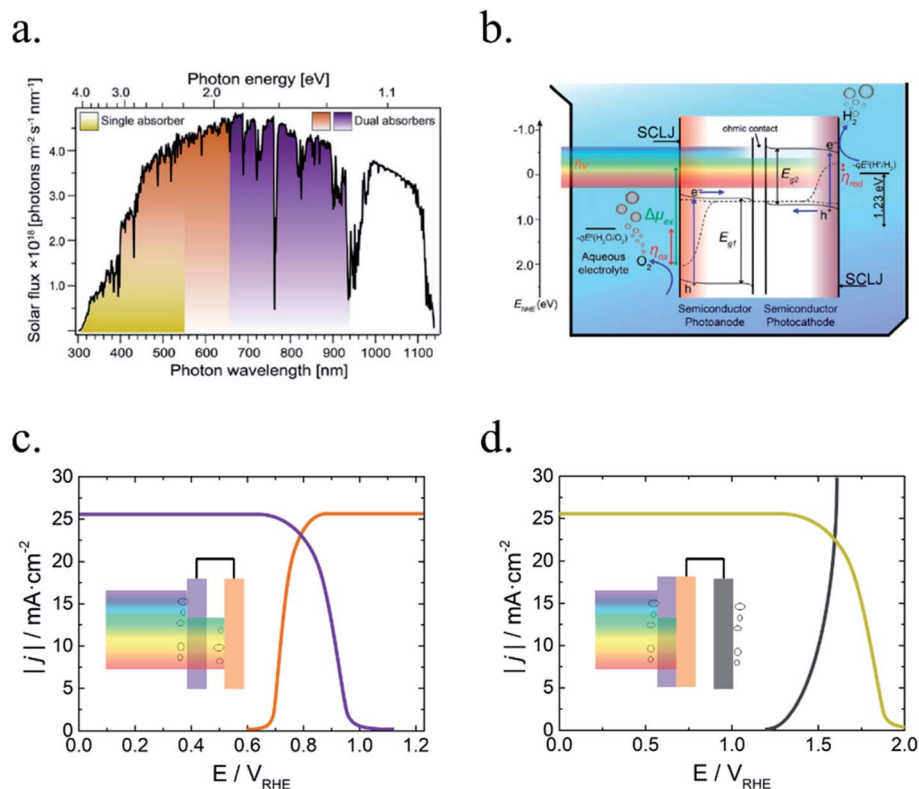 a.
Photon energy [eV]
4.0 3.0 2.0 1.1
Single absorber
Dual absorbers
Solar flux ×10¹⁸ [photons m⁻² s⁻¹ nm⁻¹]
4.0
3.0
2.0
1.0
300 400 500 600 700 800 900 1000 1100
Photon wavelength [nm]
b.
H₂
-1.0
SCLJ
ohmic contact
e⁻
hν
0
E_g2
η_red
-qE⁰(H⁺/H₂)
1.23 eV
e⁻
h⁺
1.0
Δμ_ex
-qE⁰(H₂O/O₂)
η_ox
E_g1
Aqueous
electrolyte
O₂
2.0
h
SCLJ
E_NHE (eV)
Semiconductor
Photoanode
Semiconductor
Photocathode
c.
30
25
20
15
10
5
0
|j| / mA·cm⁻²
0.0 0.2 0.4 0.6 0.8 1.0 1.2
E / V_RHE
d.
30
25
20
15
10
5
0
|j| / mA·cm⁻²
0.0 0.5 1.0 1.5 2.0
E / V_RHE